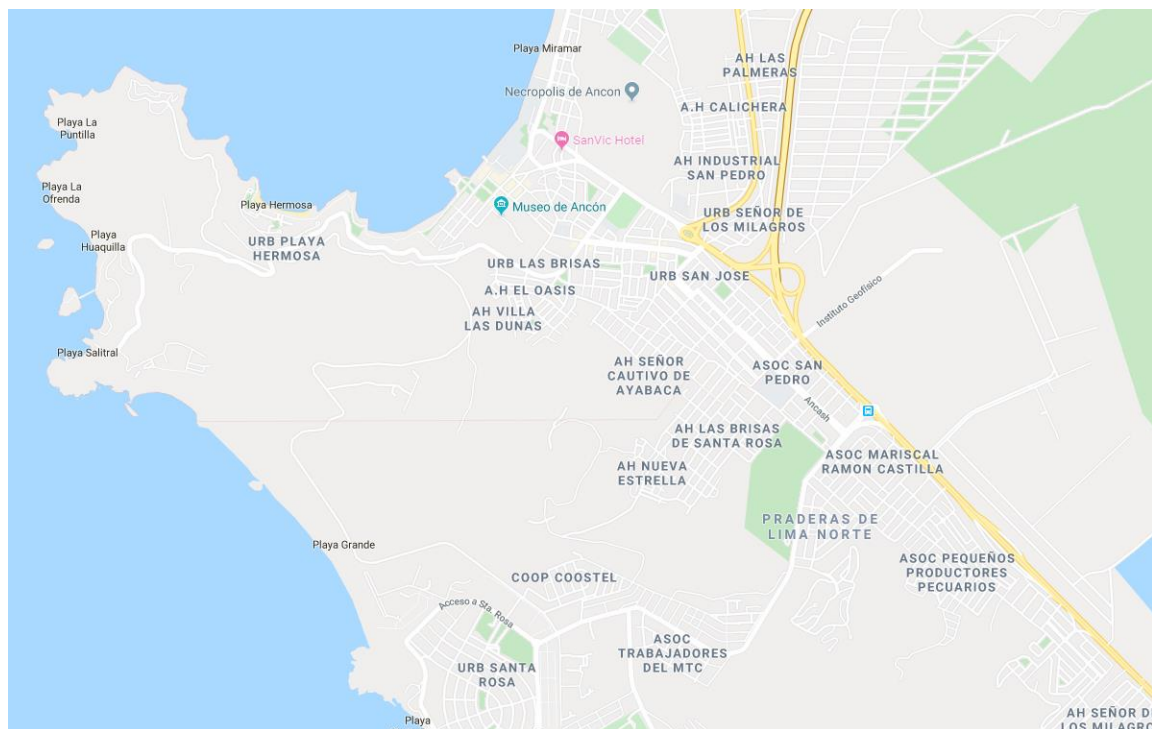 Playa Miramar
AH LAS
PALMERAS
Necropolis de Ancon
A.H CALICHERA
Playa La
Puntilla
SanVic Hotel
AH INDUSTRIAL
SAN PEDRO
Playa La
Ofrenda
Playa Hermosa
Museo de Ancón
URB SEÑOR DE
LOS MILAGROS
Playa
Huaquilla
URB PLAYA
HERMOSA
URB LAS BRISAS
URB SAN JOSE
A.H EL OASIS
Instituto Geofísico
AH VILLA
LAS DUNAS
Playa Salitral
AH SEÑOR
CAUTIVO DE
AYABACA
ASOC SAN
PEDRO
Ancash
AH LAS BRISAS
DE SANTA ROSA
ASOC MARISCAL
RAMON CASTILLA
AH NUEVA
ESTRELLA
PRADERAS DE
LIMA NORTE
Playa Grande
ASOC PEQUEÑOS
PRODUCTORES
PECUARIOS
COOP COOSTEL
Acceso a Sta. Rosa
ASOC
TRABAJADORES
DEL MTC
URB SANTA
ROSA
Playa
AH SEÑOR D
LOS MILAGRO